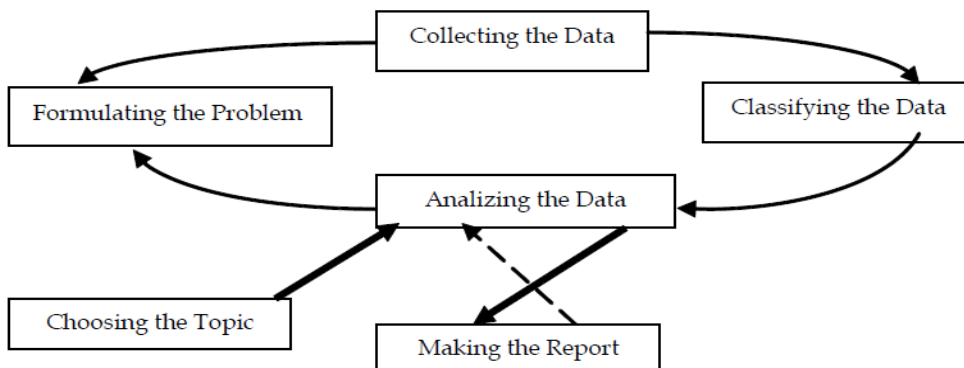 Collecting the Data
Formulating the Problem
Classifying the Data
Analizing the Data
Choosing the Topic
Making the Report